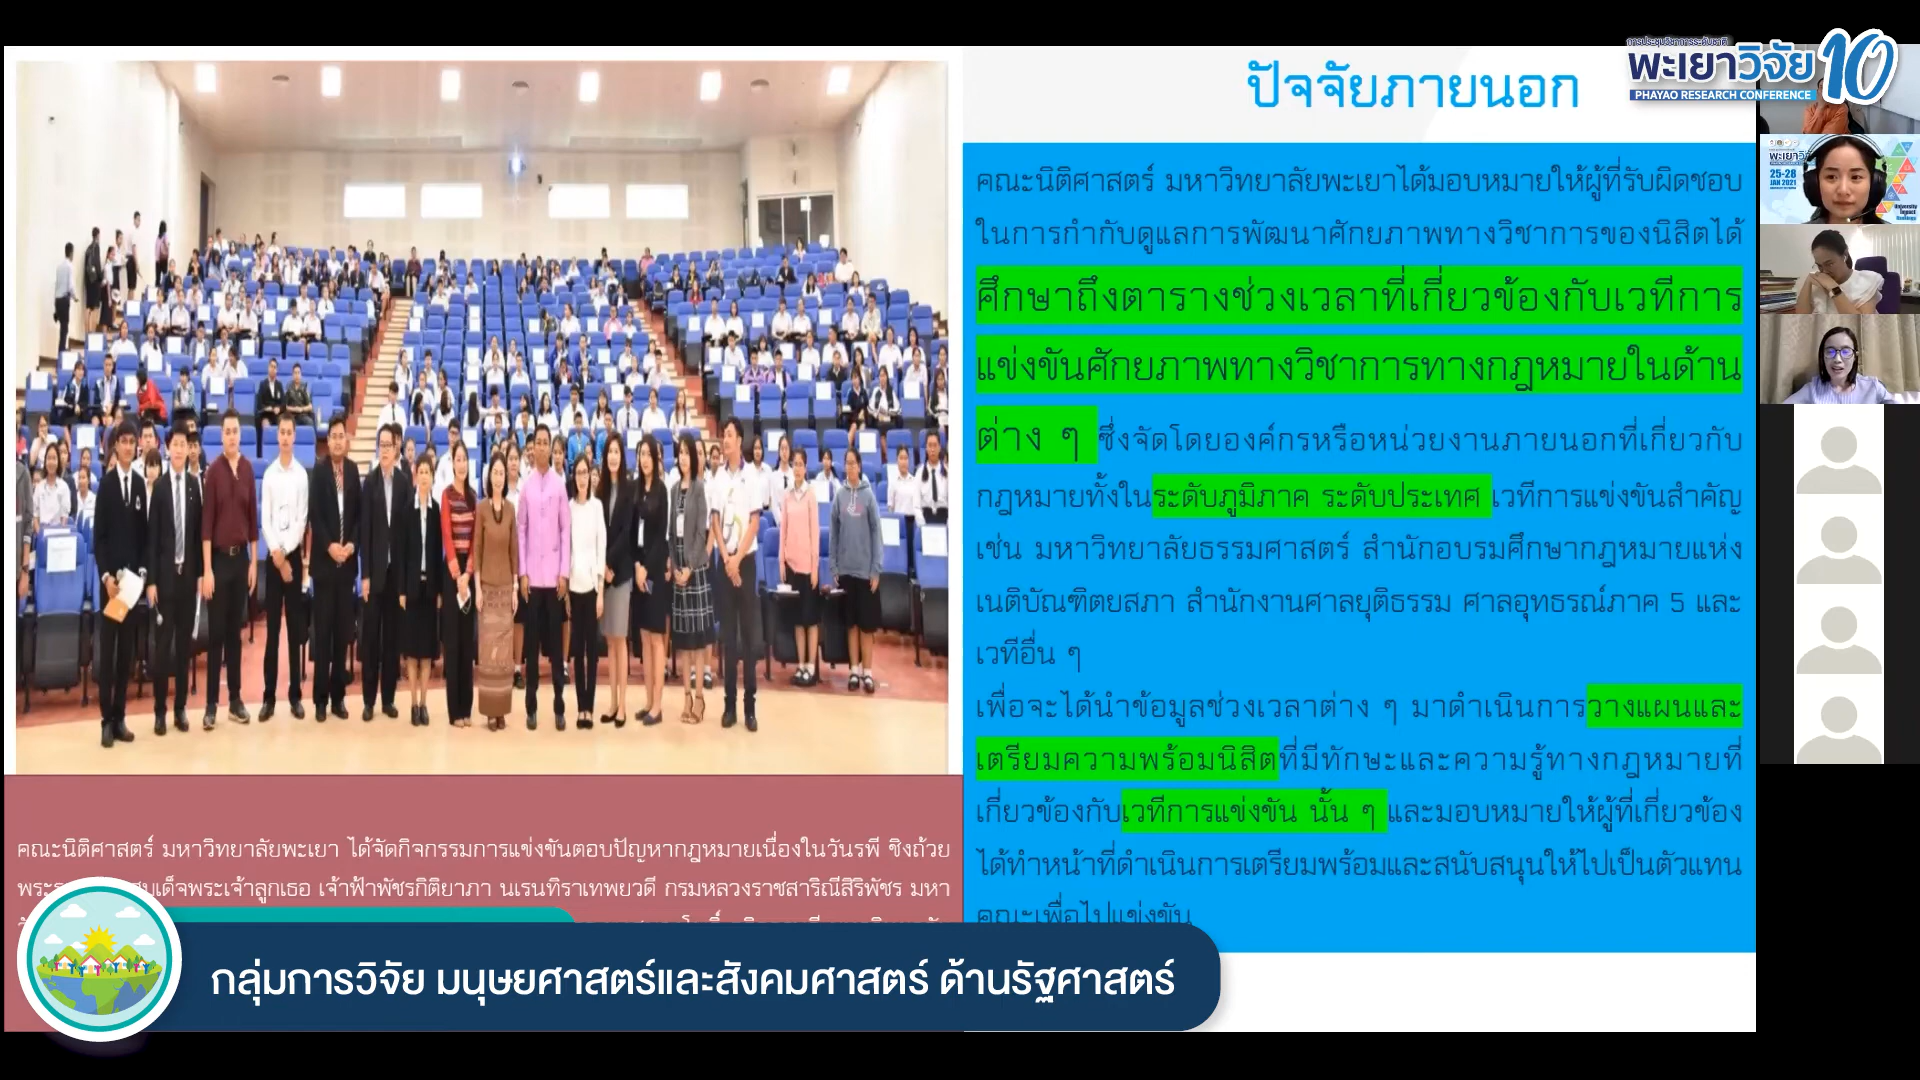 การประชุมวิชาการระดับชาติ
พะเยาวิจัย 10
PHAYAO RESEARCH CONFERENCE
ปัจจัยภายนอก
คณะนิติศาสตร์ มหาวิทยาลัยพะเยาได้มอบหมายให้ผู้ที่รับผิดชอบ
ในการกำกับดูแลการพัฒนาศักยภาพทางวิชาการของนิสิตได้
ศึกษาถึงตารางช่วงเวลาที่เกี่ยวข้องกับเวทีการ
แข่งขันศักยภาพทางวิชาการทางกฎหมายในด้าน
ต่าง ๆ ซึ่งจัดโดยองค์กรหรือหน่วยงานภายนอกที่เกี่ยวกับ
กฎหมายทั้งในระดับภูมิภาค ระดับประเทศ เวทีการแข่งขันสำคัญ
เช่น มหาวิทยาลัยธรรมศาสตร์ สำนักอบรมศึกษากฎหมายแห่ง
เนติบัณฑิตยสภา สำนักงานศาลยุติธรรม ศาลอุทธรณ์ภาค 5 และ
เวทีอื่น ๆ
เพื่อจะได้นำข้อมูลช่วงเวลาต่าง ๆ มาดำเนินการวางแผนและ
เตรียมความพร้อมนิสิตที่มีทักษะและความรู้ทางกฎหมายที่
เกี่ยวข้องกับเวทีการแข่งขัน นั้น ๆ และมอบหมายให้ผู้ที่เกี่ยวข้อง
ได้ทำหน้าที่ดำเนินการเตรียมพร้อมและสนับสนุนให้ไปเป็นตัวแทน
คณะเพื่อไปแข่งขัน
คณะนิติศาสตร์ มหาวิทยาลัยพะเยา ได้จัดกิจกรรมการแข่งขันตอบปัญหากฎหมายเนื่องในวันรพี ชิงถ้วย
เจ้าฟ้าพัชรกิติยาภา นเรนทิราเทพยวดี กรมหลวงราชสาริณีสิริพัชร มหา
กลุ่มการวิจัย มนุษยศาสตร์และสังคมศาสตร์ ด้านรัฐศาสตร์
25-28
JAN 2021